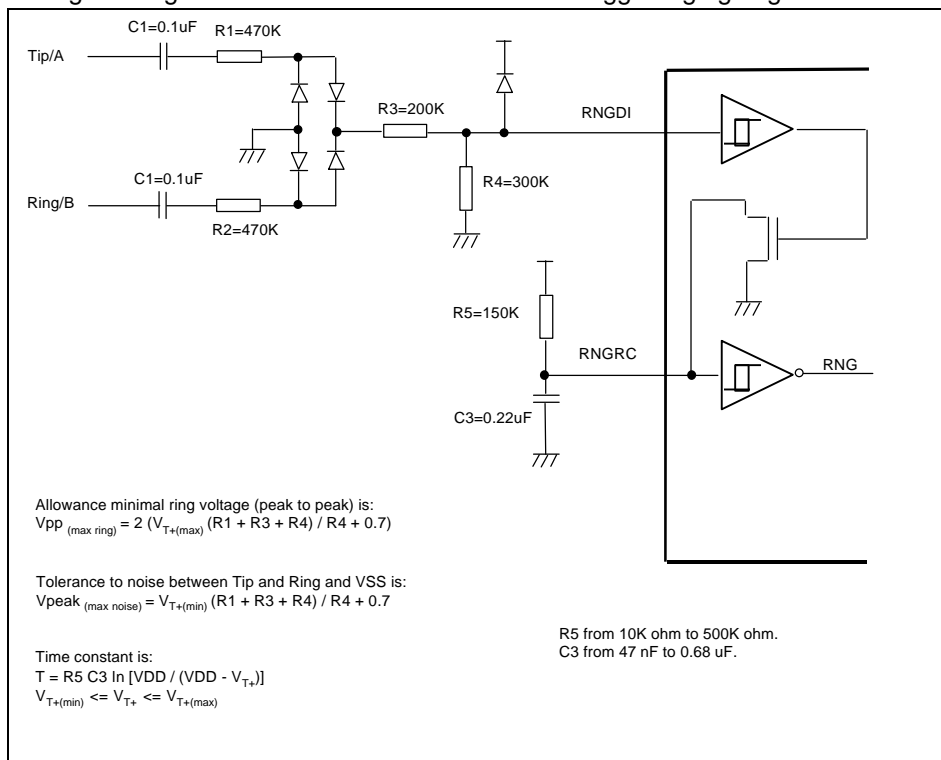 C1=0.1uF
R1=470K
Tip/A
R3=200K
RNGDI
R4=300K
C1=0.1uF
Ring/B
R2=470K
R5=150K
RNGRC
RNG
C3=0.22uF
Allowance minimal ring voltage (peak to peak) is:
Vpp (max ring) = 2 (VT+(max) (R1 + R3 + R4) / R4 + 0.7)
Tolerance to noise between Tip and Ring and VSS is:
Vpeak (max noise) = VT+(min) (R1 + R3 + R4) / R4 + 0.7
R5 from 10K ohm to 500K ohm.
C3 from 47 nF to 0.68 uF.
Time constant is:
T = R5 C3 In [VDD / (VDD - VT+)]
VT+(min) <= VT+ <= VT+(max)